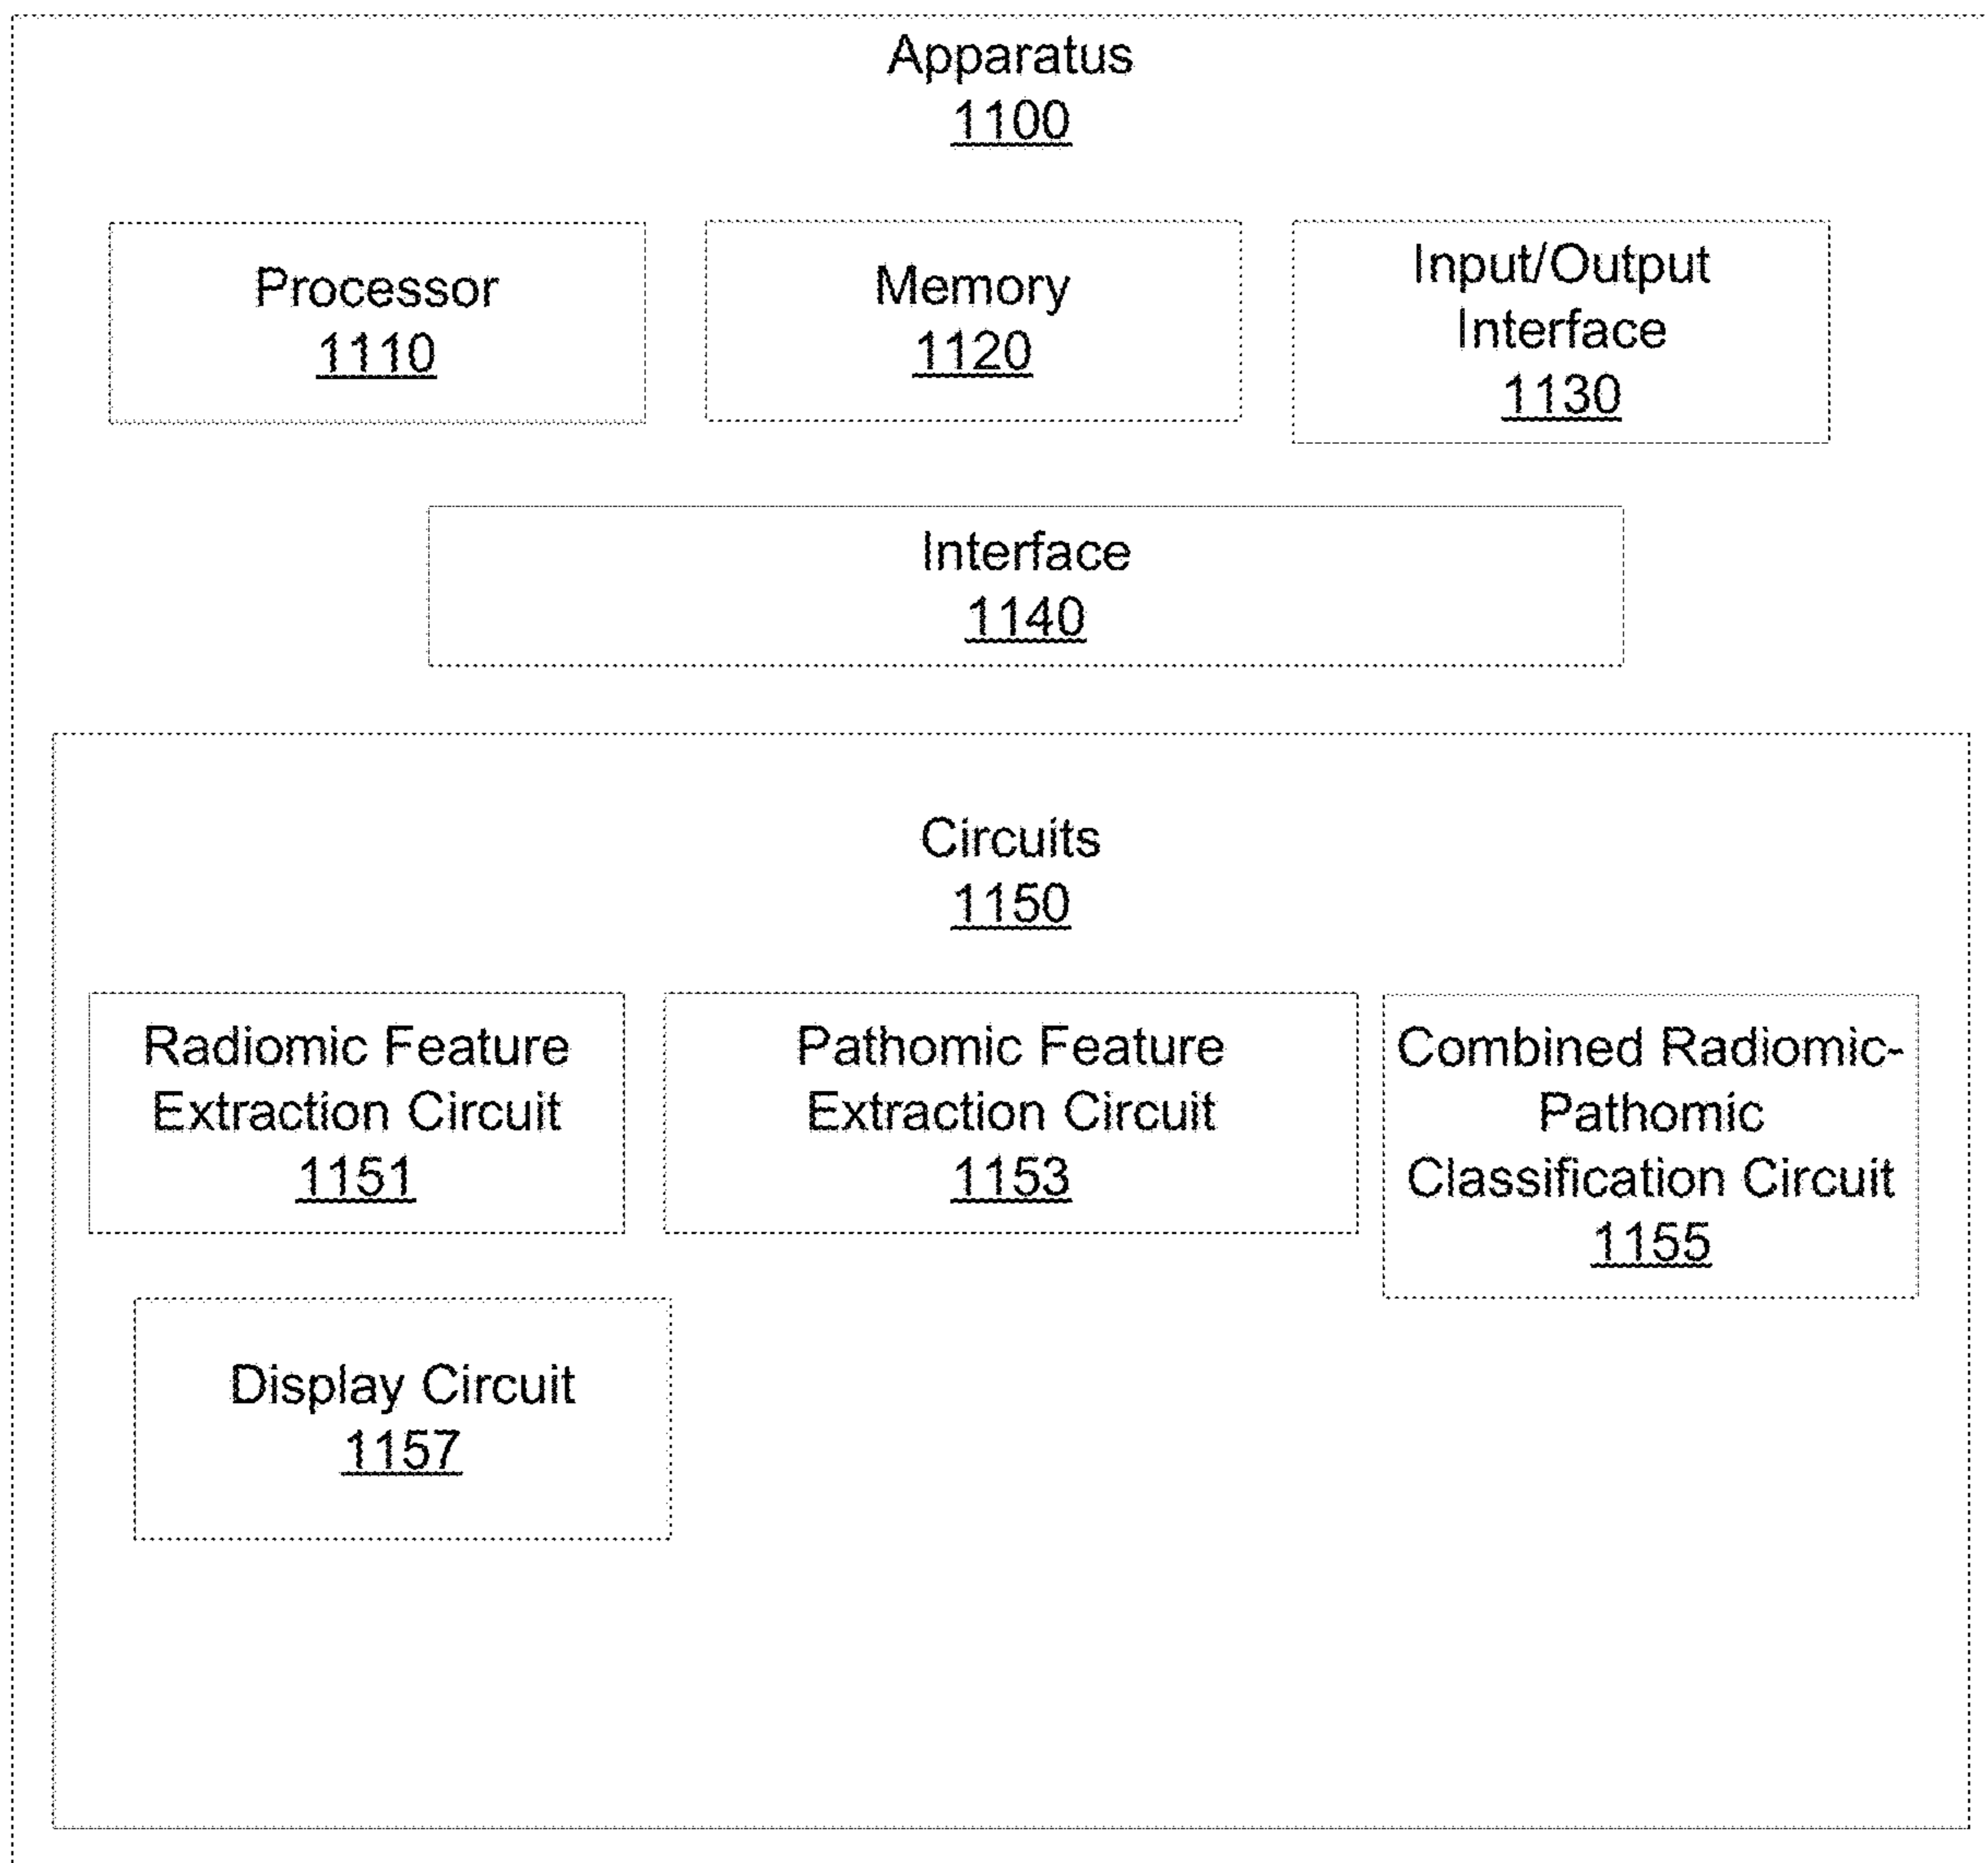 Apparatus
1100
Processor
1110
Memory
1120
Input/Output
Interface
1130
Interface
1140
Circuits
1150
Radiomic Feature
Extraction Circuit
1151
Pathomic Feature
Extraction Circuit
1153
Combined Radiomic-
Pathomic
Classification Circuit
1155
Display Circuit
1157